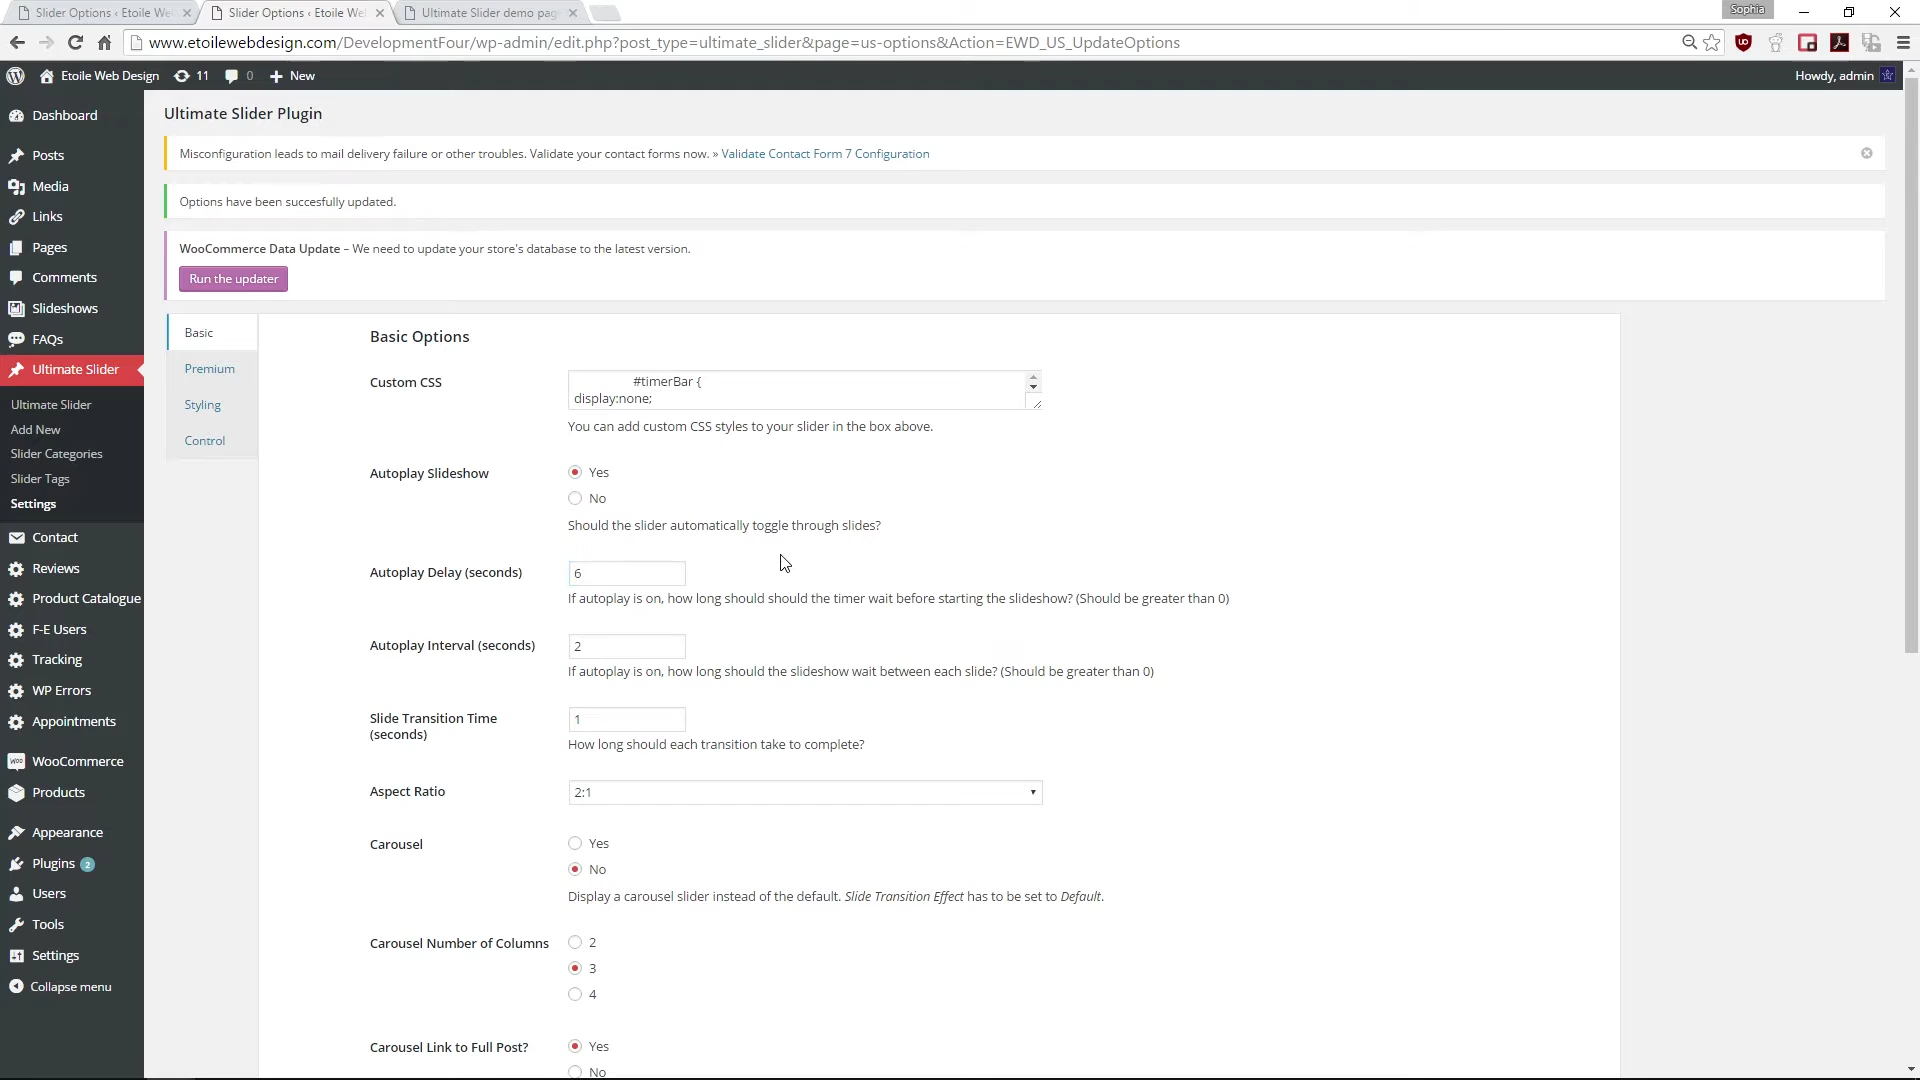 Slider Options ‹ Etoile We
Slider Options ‹ Etoile We
Ultimate Slider demo pag
Sophia
www.etoilewebdesign.com/DevelopmentFour/wp-admin/edit.php?post_type=ultimate_slider&page=us-options&Action=EWD_US_UpdateOptions
Etoile Web Design
11
0
New
Howdy, admin
Dashboard
Posts
Media
Links
Pages
Comments
Slideshows
FAQs
Ultimate Slider
Ultimate Slider
Add New
Slider Categories
Slider Tags
Settings
Contact
Reviews
Product Catalogue
F-E Users
Tracking
WP Errors
Appointments
WooCommerce
Products
Appearance
Plugins 2
Users
Tools
Settings
Collapse menu
Ultimate Slider Plugin
Misconfiguration leads to mail delivery failure or other troubles. Validate your contact forms now. » Validate Contact Form 7 Configuration
Options have been succesfully updated.
WooCommerce Data Update – We need to update your store's database to the latest version.
Run the updater
Basic
Premium
Styling
Control
Basic Options
Custom CSS
#timerBar {
display:none;
You can add custom CSS styles to your slider in the box above.
Autoplay Slideshow
Yes
No
Should the slider automatically toggle through slides?
Autoplay Delay (seconds)
6
If autoplay is on, how long should should the timer wait before starting the slideshow? (Should be greater than 0)
Autoplay Interval (seconds)
2
If autoplay is on, how long should the slideshow wait between each slide? (Should be greater than 0)
Slide Transition Time
(seconds)
1
How long should each transition take to complete?
Aspect Ratio
2:1
Carousel
Yes
No
Display a carousel slider instead of the default. Slide Transition Effect has to be set to Default.
Carousel Number of Columns
2
3
4
Carousel Link to Full Post?
Yes
No